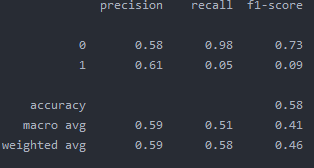 precision recall f1-score
0 0.58 0.98 0.73
1 0.61 0.05 0.09
accuracy 0.58
macro avg 0.59 0.51 0.41
weighted avg 0.59 0.58 0.46